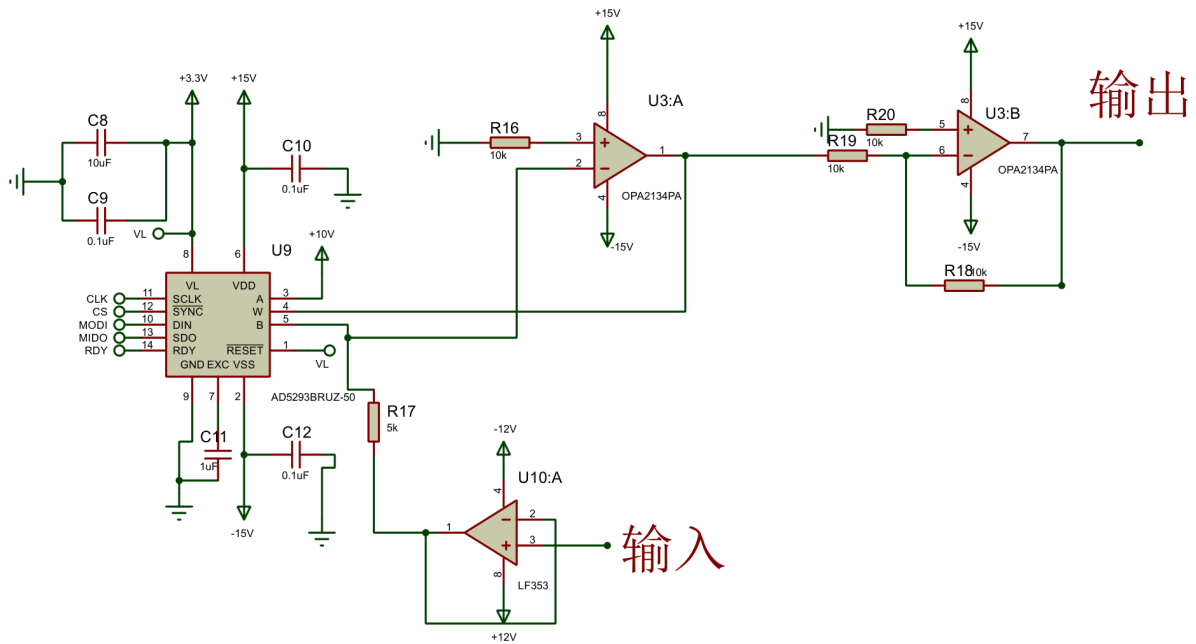 +15V
+15V
输出
+3.3V
+15V
U3:A
8
8
R20
U3:B
C8
10uF
R16
10k
3
+
2
−
1
10k
5
+
7
R19
10k
6
−
C10
0.1uF
OPA2134PA
OPA2134PA
4
4
C9
0.1uF
-15V
-15V
VL
+10V
U9
8
6
R18
10k
VL
VDD
CLK
11
SCLK
A
3
CS
12
SYNC
W
4
MODI
10
DIN
B
5
MIDO
13
SDO
RDY
14
RDY
RESET
1
VL
GND
EXC
VSS
9
7
2
AD5293BRUZ-50
R17
5k
C11
1uF
C12
0.1uF
-12V
-15V
U10:A
4
1
−
2
+
3
输入
8
LF353
+12V